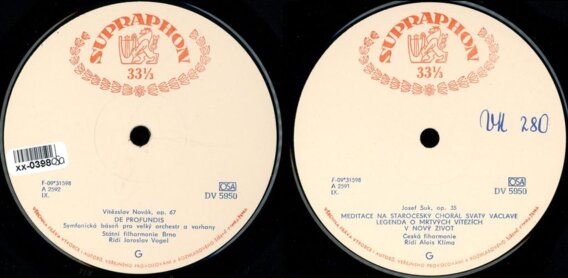 SUPRAPHON
33⅓
xx-0398
F-09*31598
A 2592
IX.
ČSA
DV 5950
Vítězslav Novák, op. 67
DE PROFUNDIS
Symfonická báseň pro velký orchestr a varhany
Státní filharmonie Brno
Řídí Jaroslav Vogel
G
SUPRAPHON
33⅓
VH 280
F-09*31598
A 2591
IX.
ČSA
DV 5950
Josef Suk, op. 35
MEDITACE NA STAROČESKÝ CHORÁL SVATÝ VÁCLAVE
LEGENDA O MRTVÝCH VÍTĚZÍCH
V NOVÝ ŽIVOT
Česká filharmonie
Řídí Alois Klíma
G